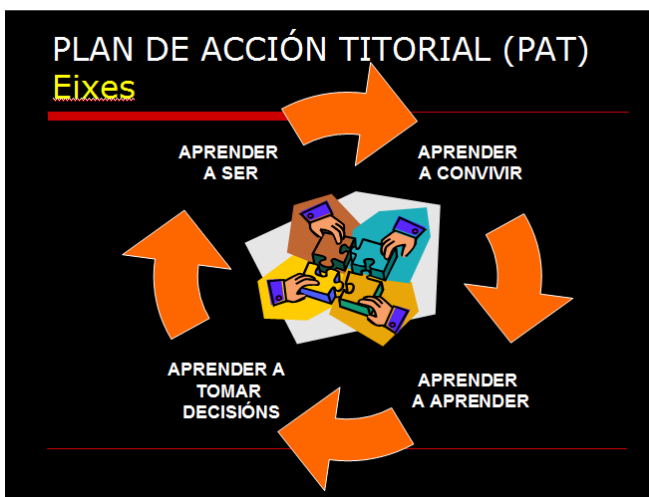 PLAN DE ACCIÓN TITORIAL (PAT)
Eixes
APRENDER
A SER
APRENDER
A CONVIVIR
APRENDER A
TOMAR
DECISIÓNS
APRENDER
A APRENDER